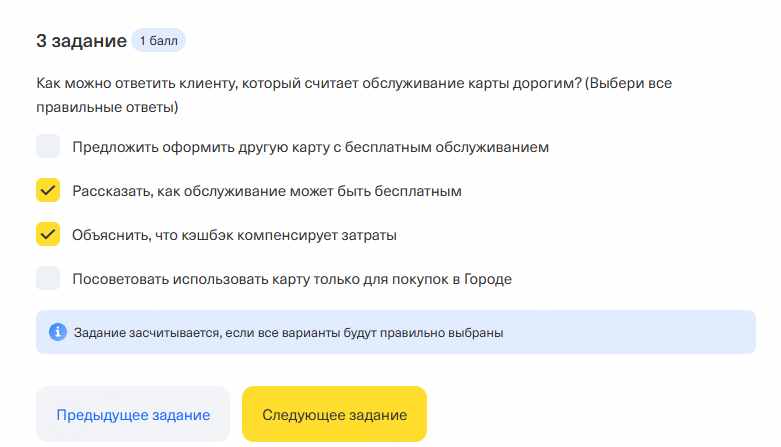 3 задание 1 балл
Как можно ответить клиенту, который считает обслуживание карты дорогим? (Выбери все
правильные ответы)
Предложить оформить другую карту с бесплатным обслуживанием
Рассказать, как обслуживание может быть бесплатным
Объяснить, что кэшбэк компенсирует затраты
Посоветовать использовать карту только для покупок в Городе
Задание засчитывается, если все варианты будут правильно выбраны
Предыдущее задание Следующее задание